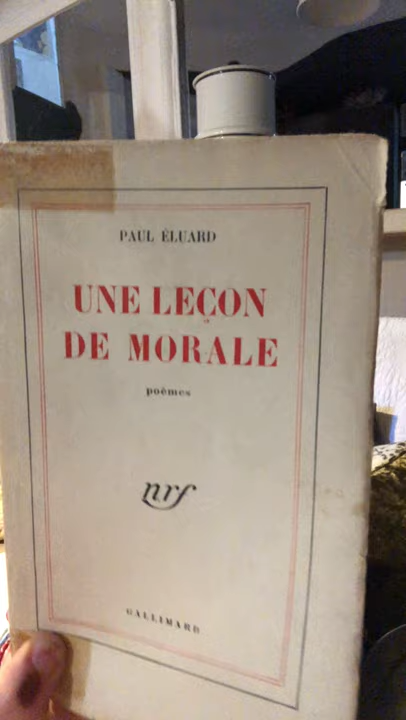 PAUL ÉLUARD
UNE LEÇON
DE MORALE
poèmes
nrf
GALLIMARD